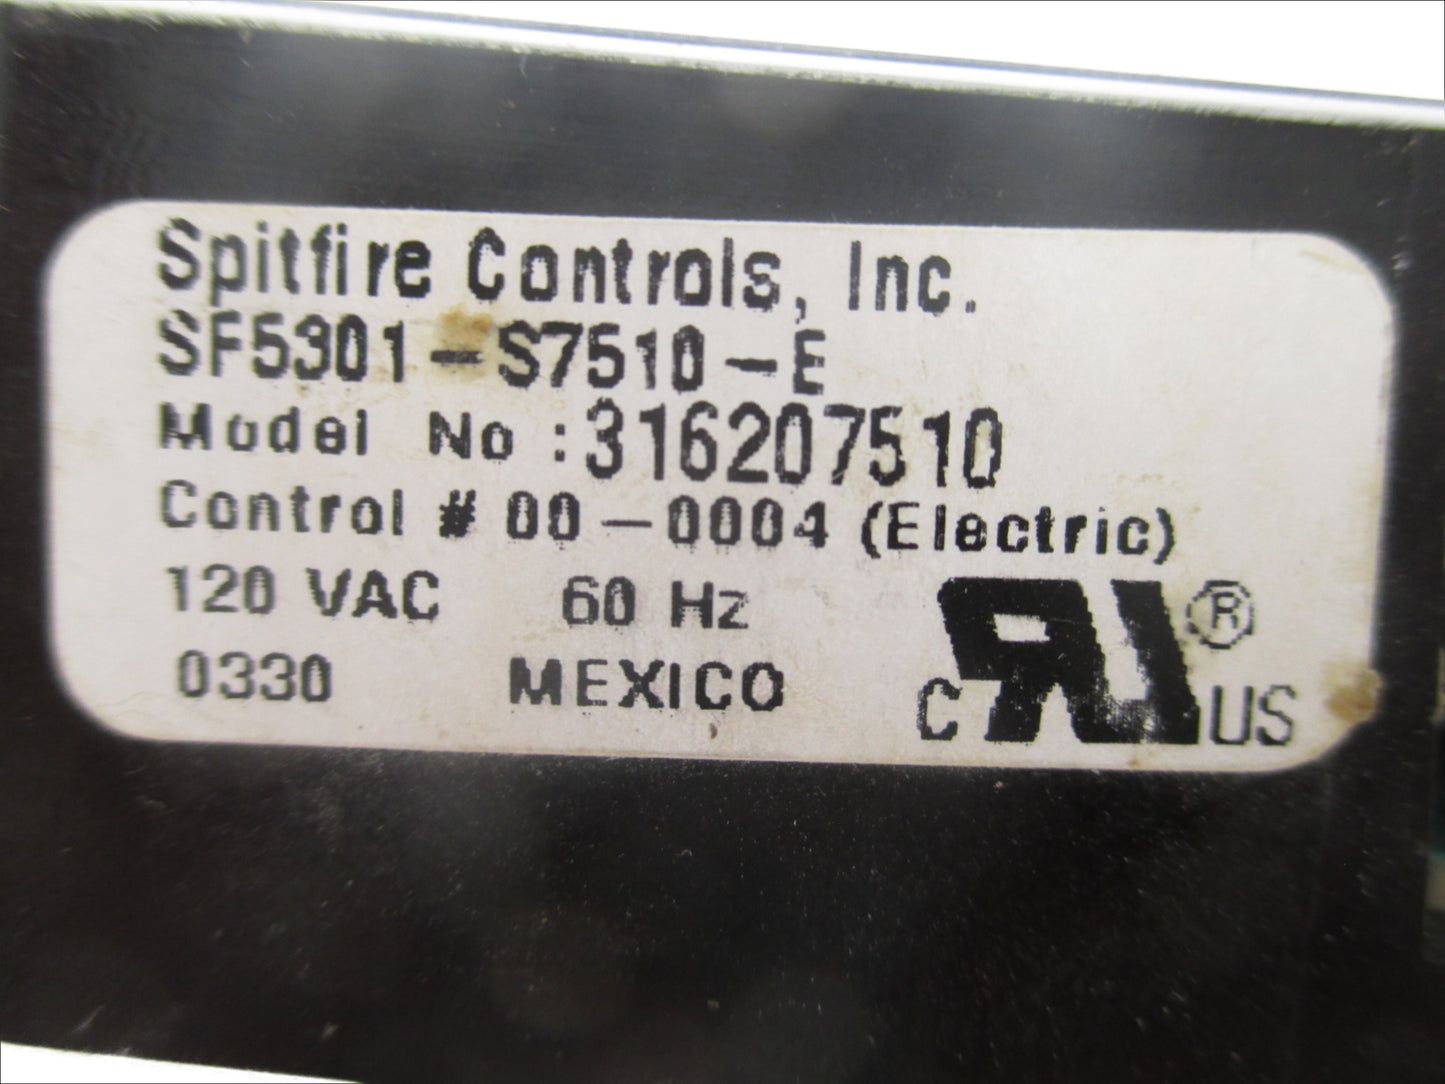 Spitfire Controls, Inc.
SF5301-S7510-E
Model No :316207510
Control # 00-0004 (Electric)
120 VAC 60 Hz
0330 MEXICO
C RU ® US